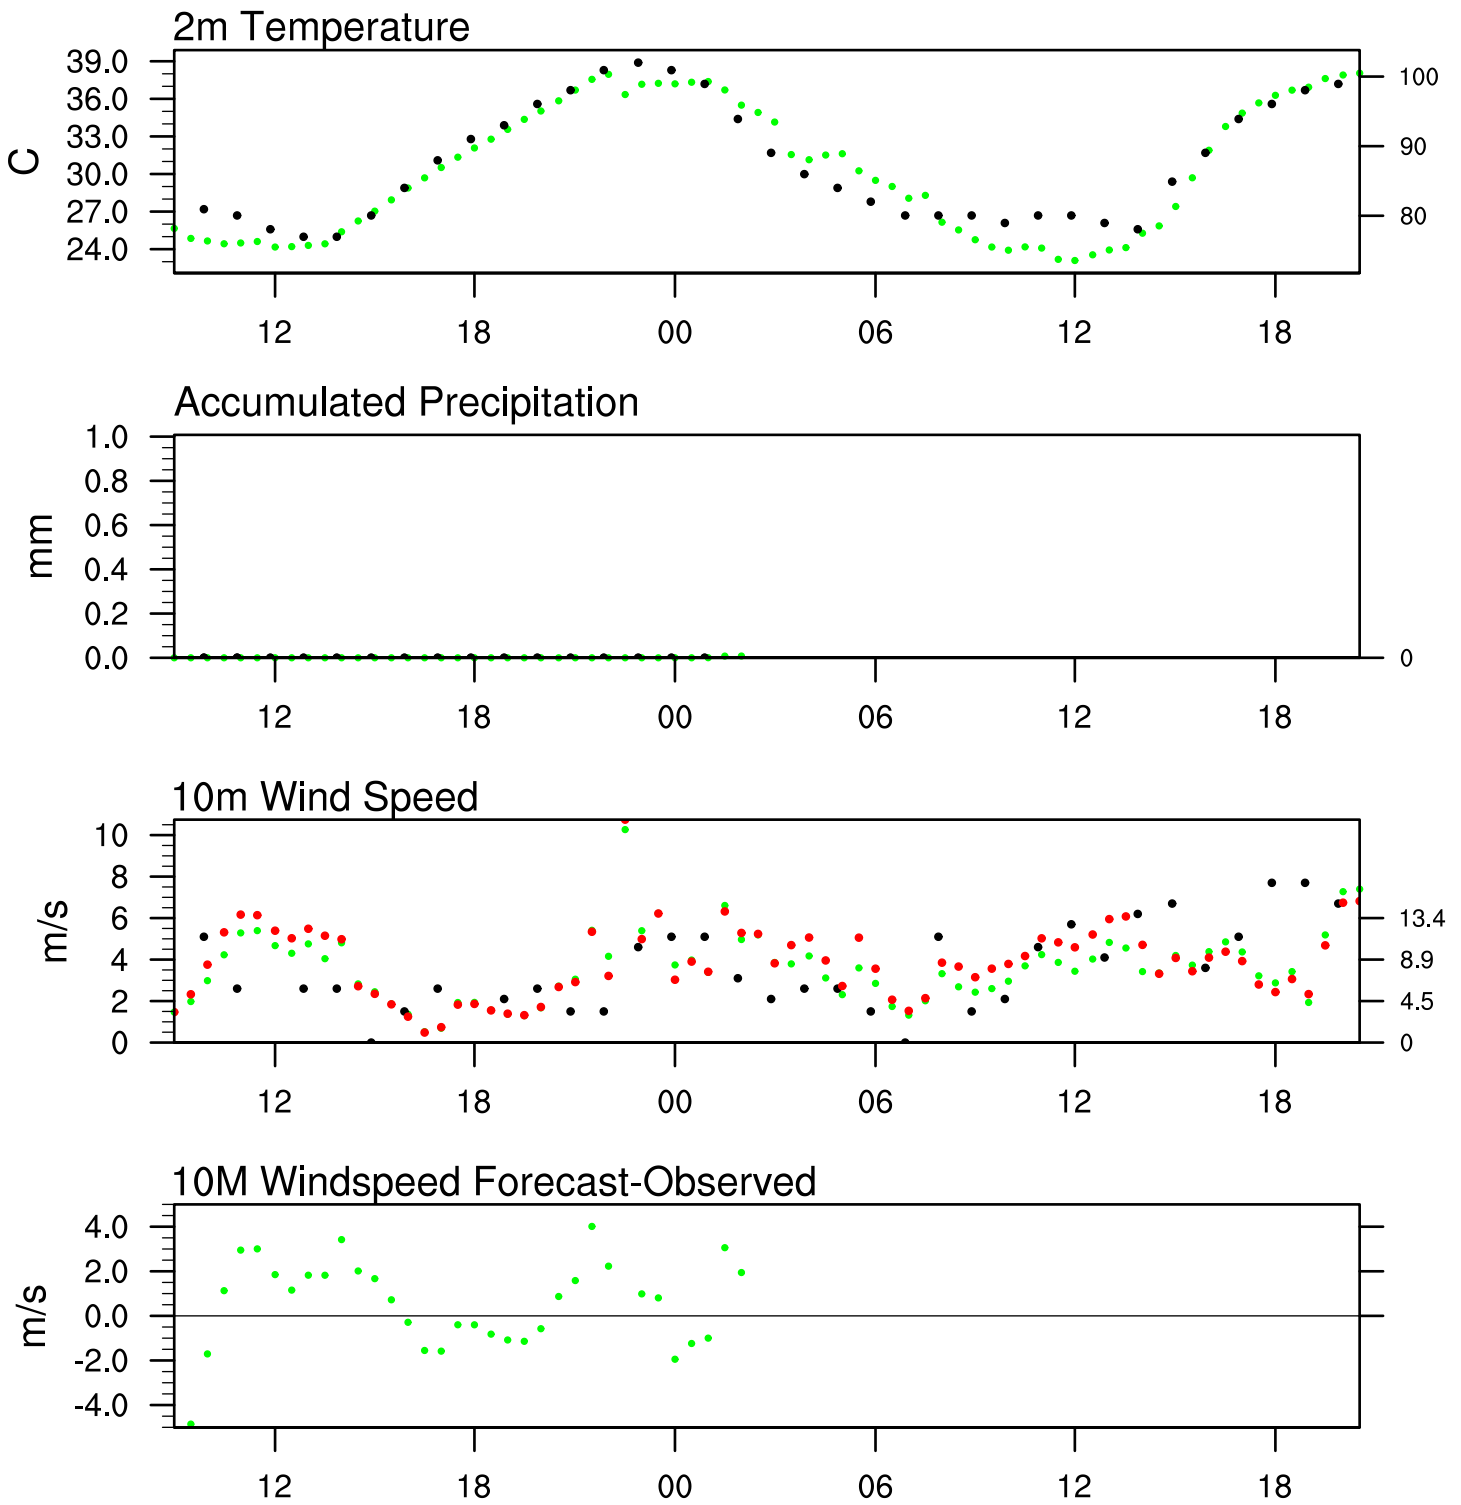 2m Temperature
39.0
36.0
33.0
30.0
27.0
24.0
C
100
90
80
12 18 00 06 12 18
Accumulated Precipitation
1.0
0.8
0.6
0.4
0.2
0.0
mm
0
12 18 00 06 12 18
10m Wind Speed
10
8
6
4
2
0
m/s
13.4
8.9
4.5
0
12 18 00 06 12 18
10M Windspeed Forecast-Observed
4.0
2.0
0.0
-2.0
-4.0
m/s
12 18 00 06 12 18